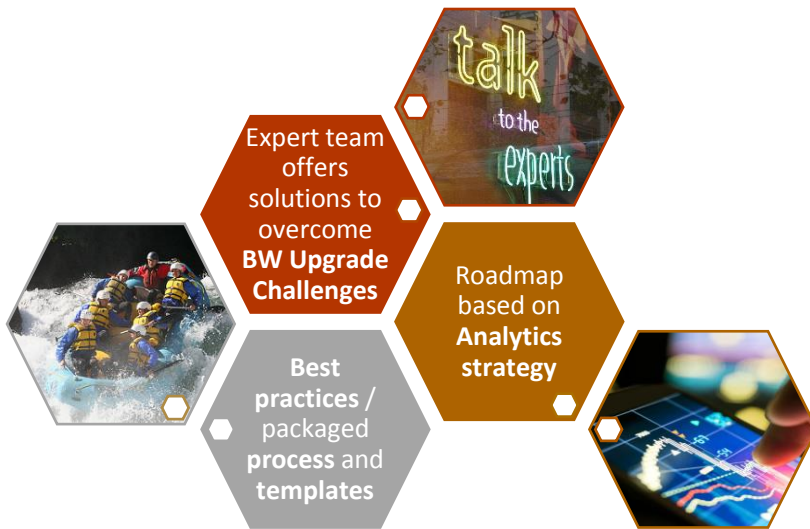 talk
to the
experts
Expert team
offers
solutions to
overcome
BW Upgrade
Challenges
Roadmap
based on
Analytics
strategy
Best
practices /
packaged
process and
templates